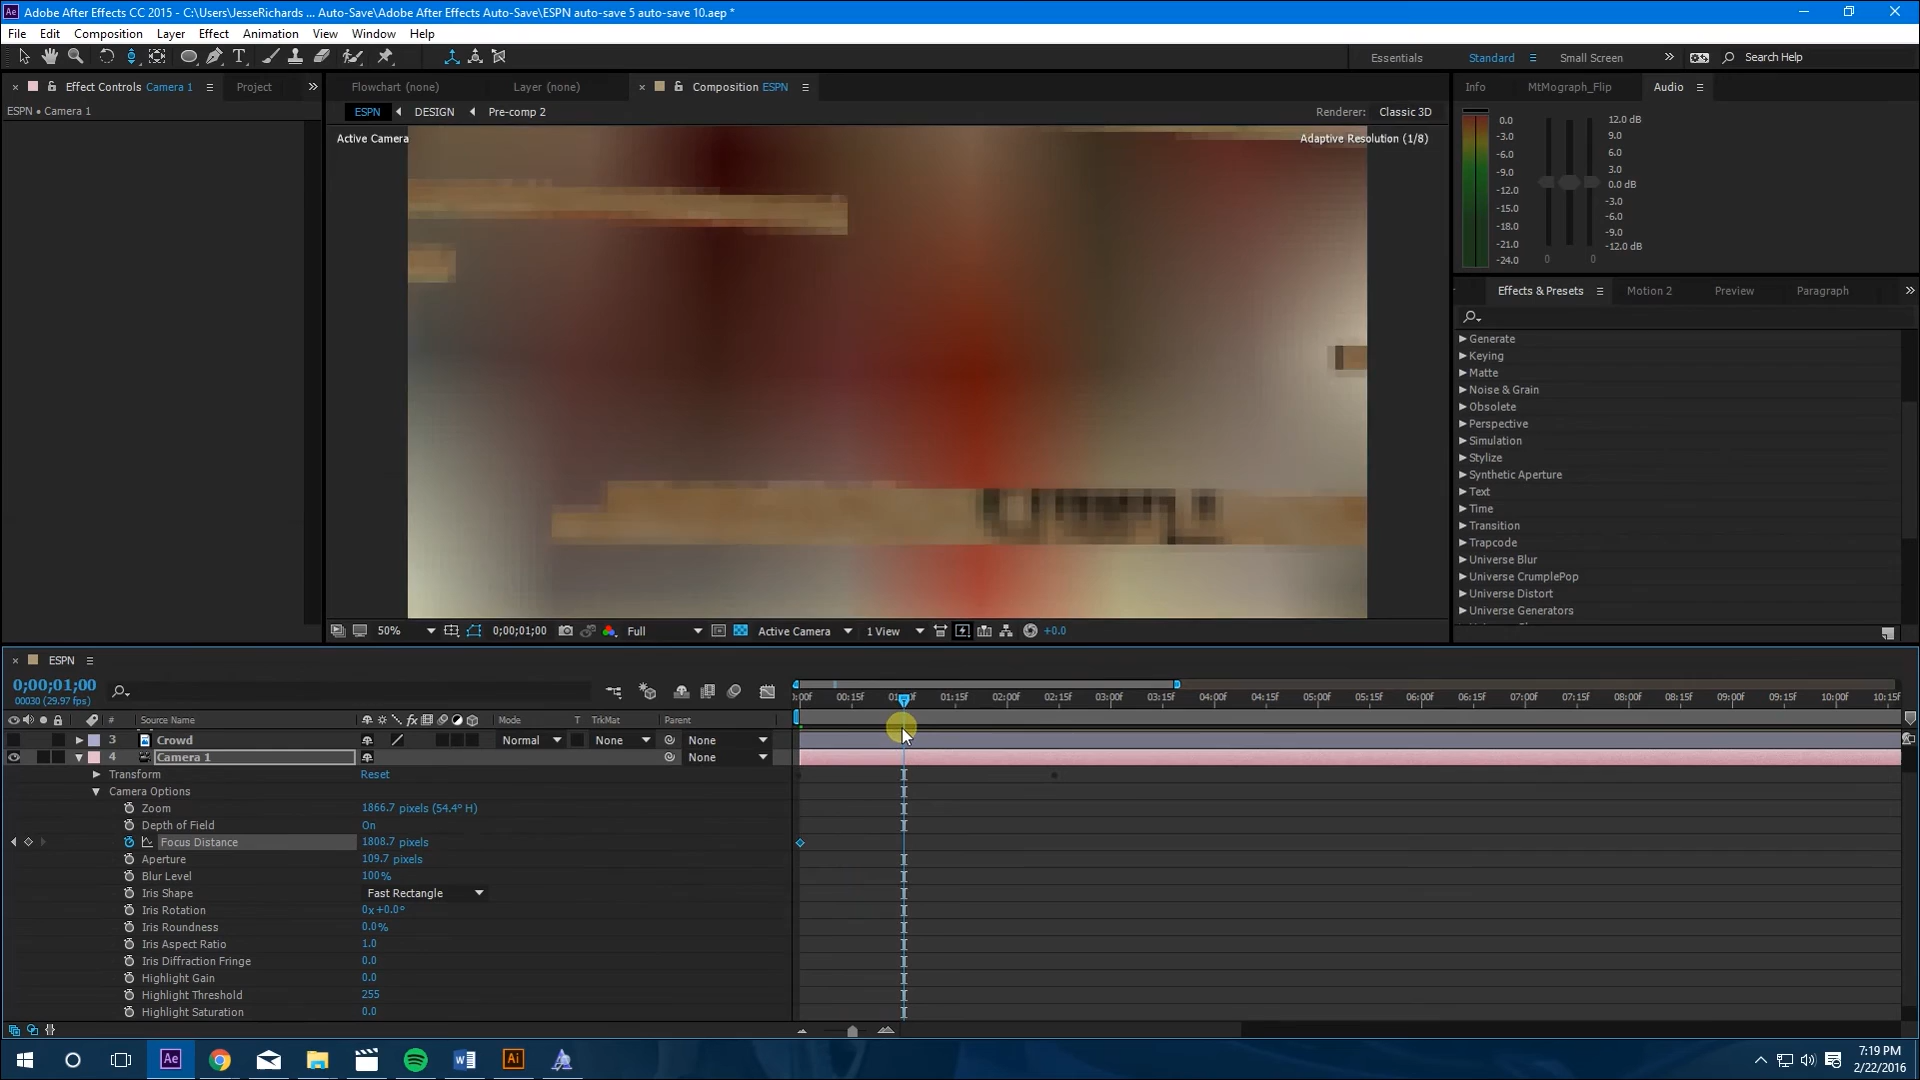 Adobe After Effects CC 2015 - C:\Users\JesseRichards ... Auto-Save\Adobe After Effects Auto-Save\ESPN auto-save 5 auto-save 10.aep *
File Edit Composition Layer Effect Animation View Window Help
Essentials Standard Small Screen Search Help
Effect Controls Camera 1 Project
ESPN • Camera 1
Flowchart (none) Layer (none) Composition ESPN
ESPN DESIGN Pre-comp 2 Renderer: Classic 3D
Active Camera Adaptive Resolution (1/8)
Info MtMograph_Flip Audio
0.0 12.0 dB
-3.0 9.0
-6.0 6.0
-9.0 3.0
-12.0 0.0 dB
-15.0 -3.0
-18.0 -6.0
-21.0 -9.0
-24.0 -12.0 dB
0 0
Effects & Presets Motion 2 Preview Paragraph
Generate
Keying
Matte
Noise & Grain
Obsolete
Perspective
Simulation
Stylize
Synthetic Aperture
Text
Time
Transition
Trapcode
Universe Blur
Universe CrumplePop
Universe Distort
Universe Generators
50% 0;00;01;00 Full Active Camera 1 View +0.0
ESPN
0;00;01;00
00030 (29.97 fps)
:00f 00:15f 01:00f 01:15f 02:00f 02:15f 03:00f 03:15f 04:00f 04:15f 05:00f 05:15f 06:00f 06:15f 07:00f 07:15f 08:00f 08:15f 09:00f 09:15f 10:00f 10:15f
# Source Name Mode T TrkMat Parent
3 Crowd Normal None None
4 Camera 1 None
Transform Reset
Camera Options
Zoom 1866.7 pixels (54.4° H)
Depth of Field On
Focus Distance 1808.7 pixels
Aperture 109.7 pixels
Blur Level 100%
Iris Shape Fast Rectangle
Iris Rotation 0x+0.0°
Iris Roundness 0.0%
Iris Aspect Ratio 1.0
Iris Diffraction Fringe 0.0
Highlight Gain 0.0
Highlight Threshold 255
Highlight Saturation 0.0
7:19 PM
2/22/2016